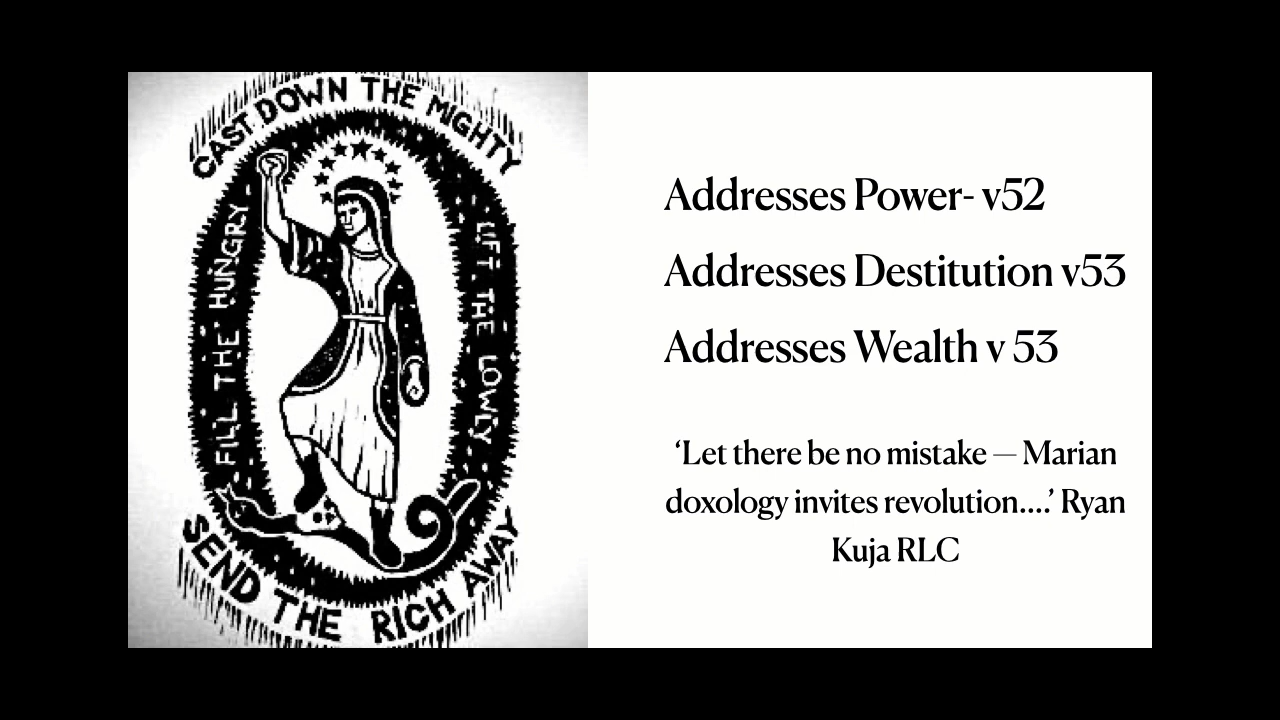 CAST DOWN THE MIGHTY
FILL THE HUNGRY
LIFT THE LOWLY
SEND THE RICH AWAY
Addresses Power- v52
Addresses Destitution v53
Addresses Wealth v 53
‘Let there be no mistake — Marian
doxology invites revolution....’ Ryan
Kuja RLC